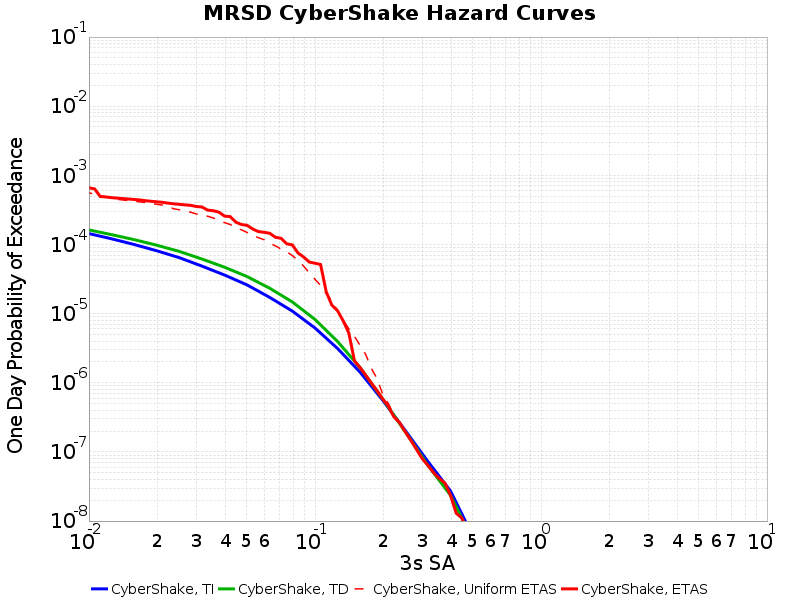 MRSD CyberShake Hazard Curves
One Day Probability of Exceedance
10^-1
10^-2
10^-3
10^-4
10^-5
10^-6
10^-7
10^-8
10^-2 2 3 4 5 6 10^-1 2 3 4 5 6 7 10^0 2 3 4 5 6 7 10^1
3s SA
CyberShake, TI CyberShake, TD CyberShake, Uniform ETAS CyberShake, ETAS